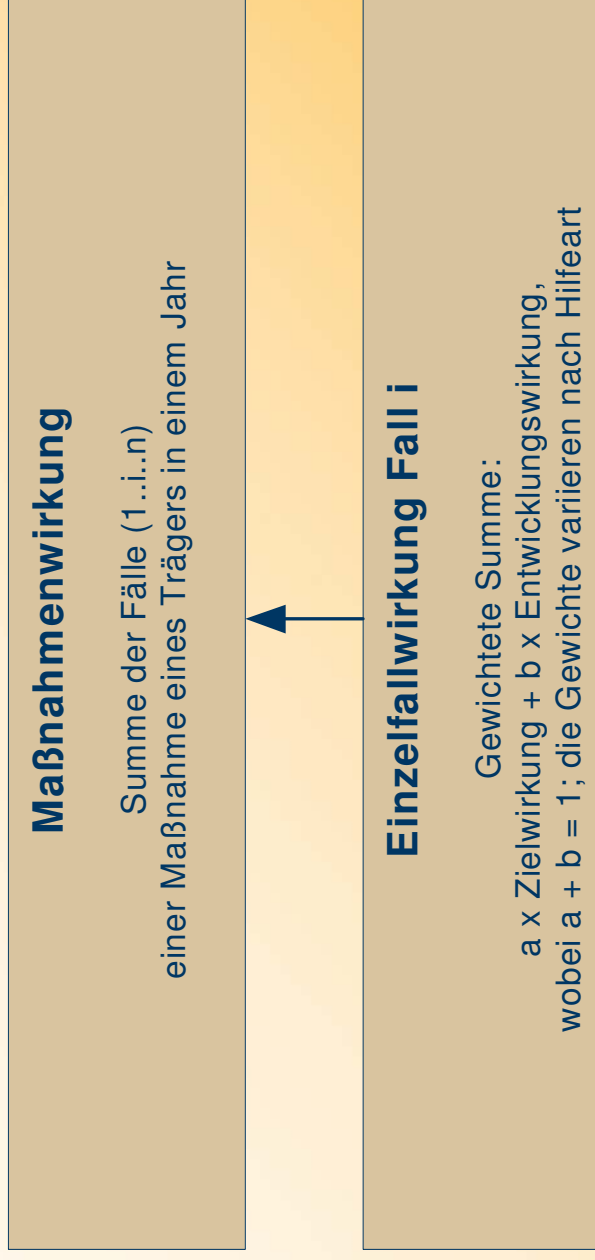 Maßnahmenwirkung
Summe der Fälle (1..i..n)
einer Maßnahme eines Trägers in einem Jahr
Einzelfallwirkung Fall i
Gewichtete Summe:
a x Zielwirkung + b x Entwicklungswirkung,
wobei a + b = 1; die Gewichte variieren nach Hilfeart